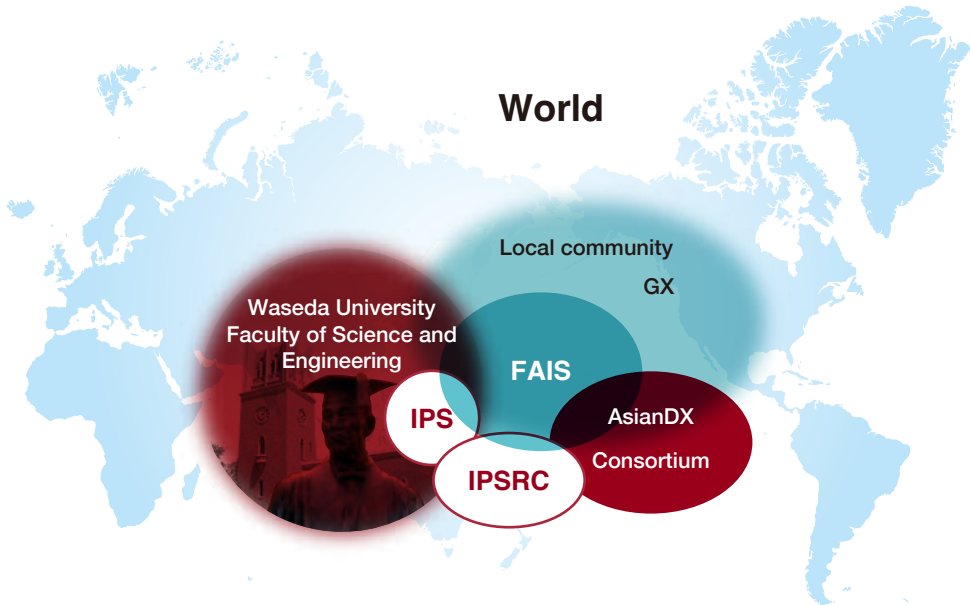 World
Local community
GX
Waseda University
Faculty of Science and
Engineering
FAIS
IPS
AsianDX
Consortium
IPSRC